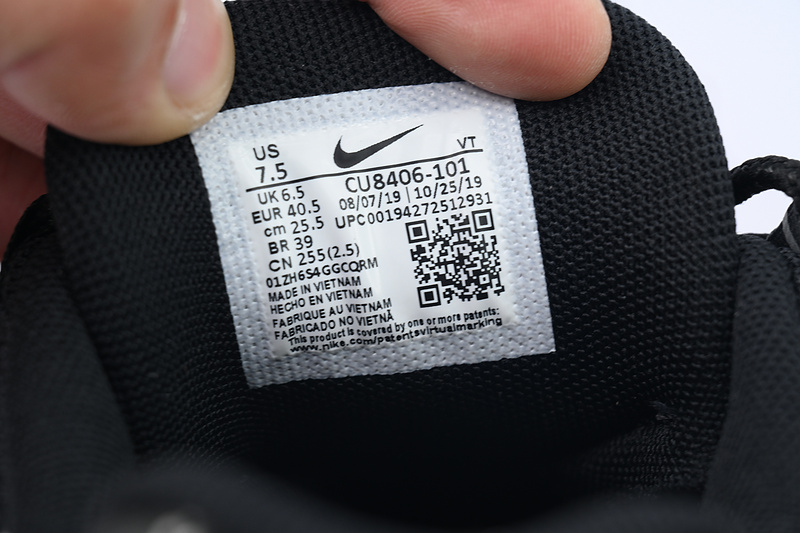 US VT
7.5
UK 6.5 CU8406-101
EUR 40.5 08/07/19 | 10/25/19
cm 25.5 UPC00194272512931
BR 39
CN 255(2.5)
01ZH6S4GGCQRM
MADE IN VIETNAM
HECHO EN VIETNAM
FABRIQUE AU VIETNAM
FABRICADO NO VIETNÃ
This product is covered by one or more patents:
www.nike.com/patentsvirtualmarking